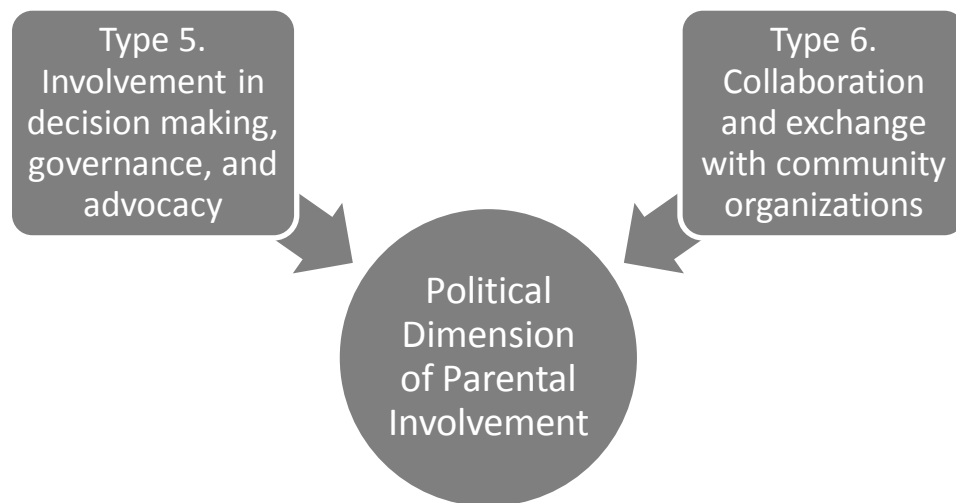 Type 5.
Involvement in
decision making,
governance, and
advocacy
Type 6.
Collaboration
and exchange
with community
organizations
Political
Dimension
of Parental
Involvement